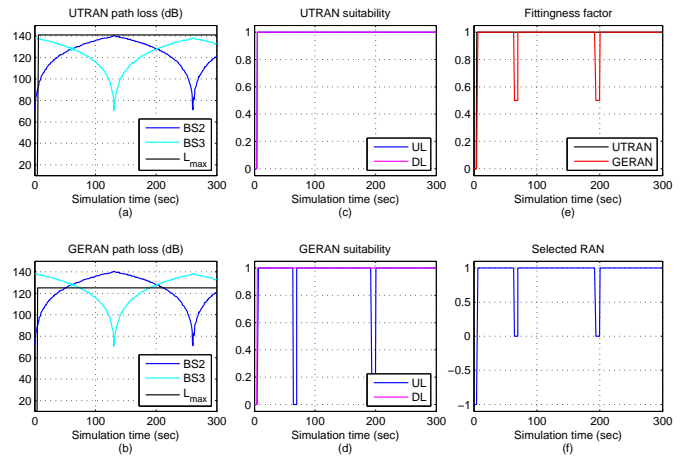 UTRAN path loss (dB)
140
120
100
80
60
40
20
BS2
BS3
L_max
0 100 200 300
Simulation time (sec)
(a)
UTRAN suitability
1
0.8
0.6
0.4
0.2
0
UL
DL
0 100 200 300
Simulation time (sec)
(c)
Fittingness factor
1
0.8
0.6
0.4
0.2
0
UTRAN
GERAN
0 100 200 300
Simulation time (sec)
(e)
GERAN path loss (dB)
140
120
100
80
60
40
20
BS2
BS3
L_max
0 100 200 300
Simulation time (sec)
(b)
GERAN suitability
1
0.8
0.6
0.4
0.2
0
UL
DL
0 100 200 300
Simulation time (sec)
(d)
Selected RAN
1
0.5
0
−0.5
−1
0 100 200 300
Simulation time (sec)
(f)